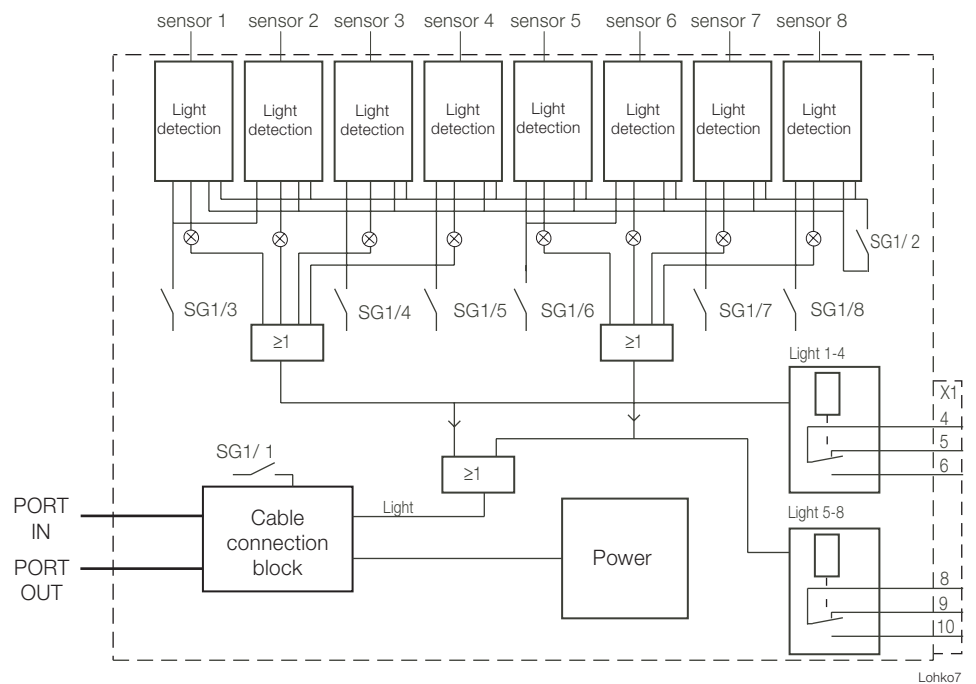 sensor 1 sensor 2 sensor 3 sensor 4 sensor 5 sensor 6 sensor 7 sensor 8
Light detection
Light detection
Light detection
Light detection
Light detection
Light detection
Light detection
Light detection
SG1/ 2
SG1/3
SG1/4
SG1/5
SG1/6
SG1/7
SG1/8
≥1
≥1
Light 1-4
X1
4
5
6
SG1/ 1
≥1
PORT
IN
Cable
connection
block
Light
PORT
OUT
Power
Light 5-8
8
9
10
Lohko7